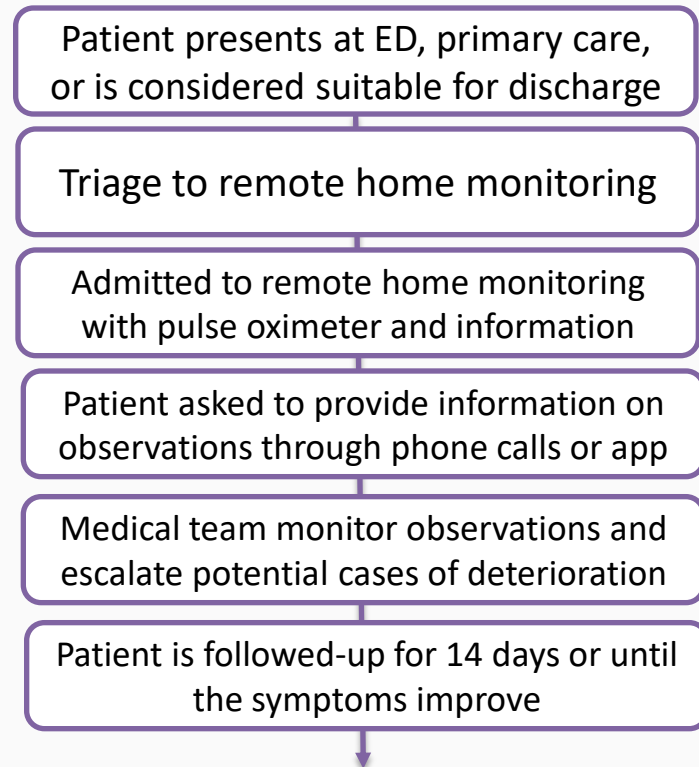 Patient presents at ED, primary care,
or is considered suitable for discharge
Triage to remote home monitoring
Admitted to remote home monitoring
with pulse oximeter and information
Patient asked to provide information on
observations through phone calls or app
Medical team monitor observations and
escalate potential cases of deterioration
Patient is followed-up for 14 days or until
the symptoms improve